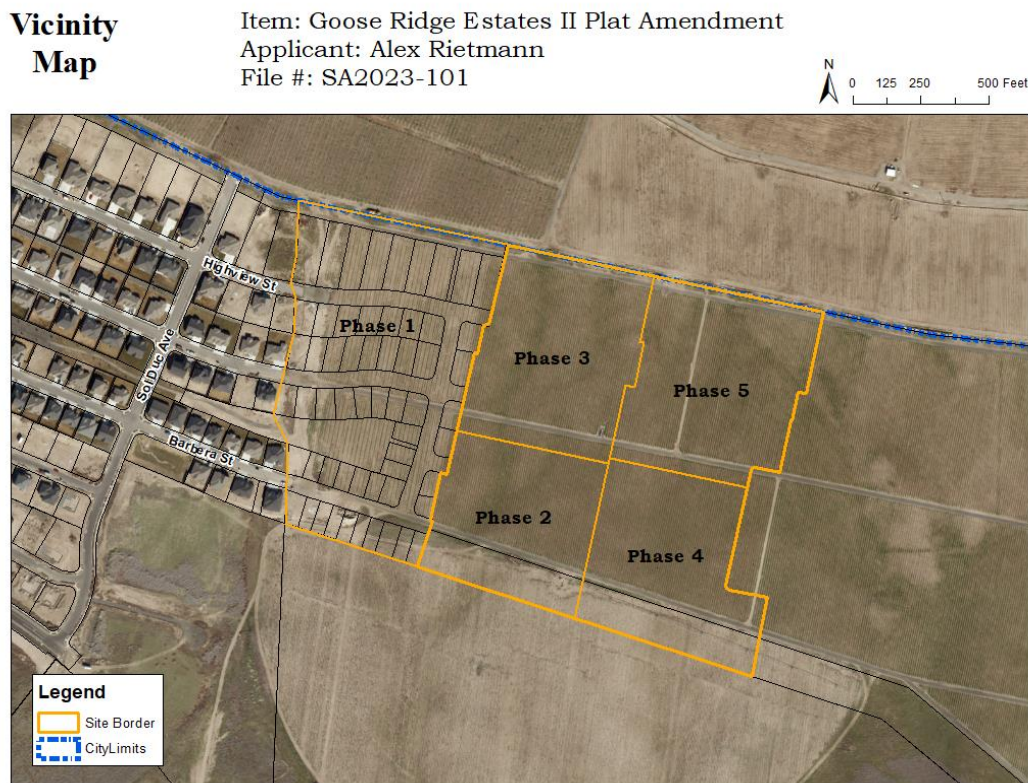 Vicinity
Map
Item: Goose Ridge Estates II Plat Amendment
Applicant: Alex Rietmann
File #: SA2023-101
N
0 125 250 500 Feet
Highview St
Phase 1
Sol Duc Ave
Phase 3
Phase 5
Barbera St
Phase 2
Phase 4
Legend
Site Border
CityLimits